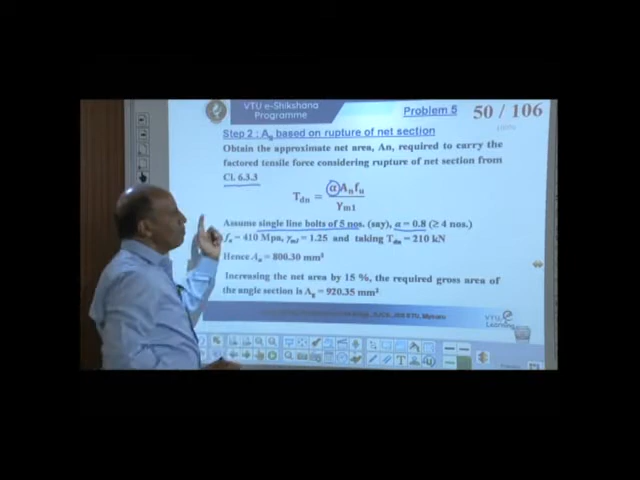 VTU e-Shikshana
Programme
Problem 5
50 / 106
Step 2 : Ag based on rupture of net section
Obtain the approximate net area, An, required to carry the
factored tensile force considering rupture of net section from
Cl. 6.3.3
Tdn = α An fu / γm1
Assume single line bolts of 5 nos. (say), α = 0.8 (≥ 4 nos.)
fu = 410 Mpa, γm1 = 1.25 and taking Tdn = 210 kN
Hence An = 800.30 mm²
Increasing the net area by 15 %, the required gross area of
the angle section is Ag = 920.35 mm²
VTU e
Learning